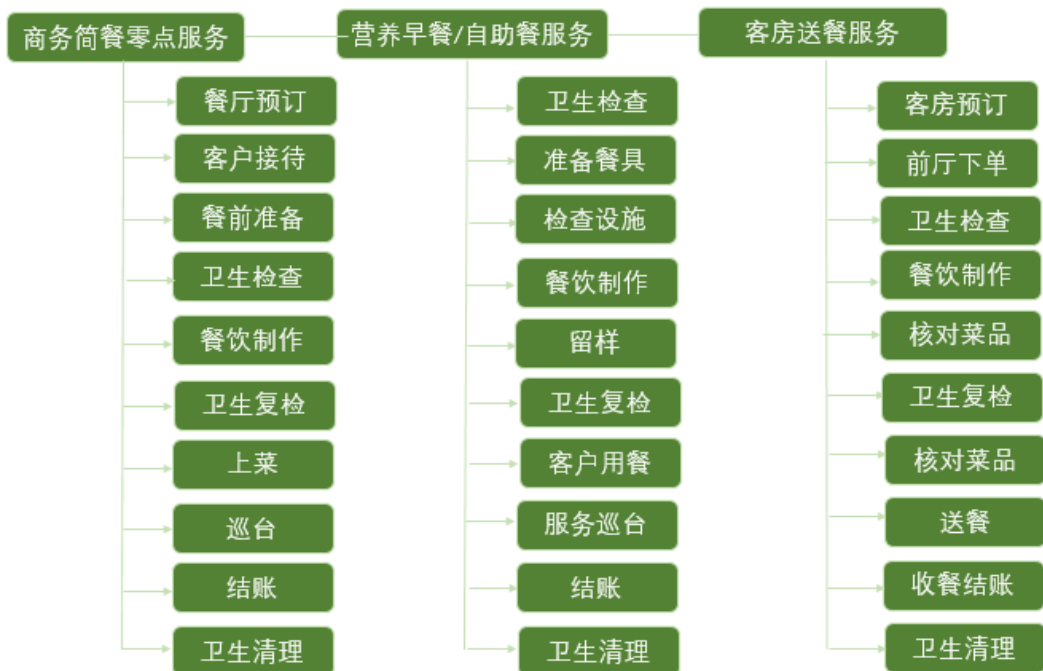 商务简餐零点服务
餐厅预订
客户接待
餐前准备
卫生检查
餐饮制作
卫生复检
上菜
巡台
结账
卫生清理
营养早餐/自助餐服务
卫生检查
准备餐具
检查设施
餐饮制作
留样
卫生复检
客户用餐
服务巡台
结账
卫生清理
客房送餐服务
客房预订
前厅下单
卫生检查
餐饮制作
核对菜品
卫生复检
核对菜品
送餐
收餐结账
卫生清理